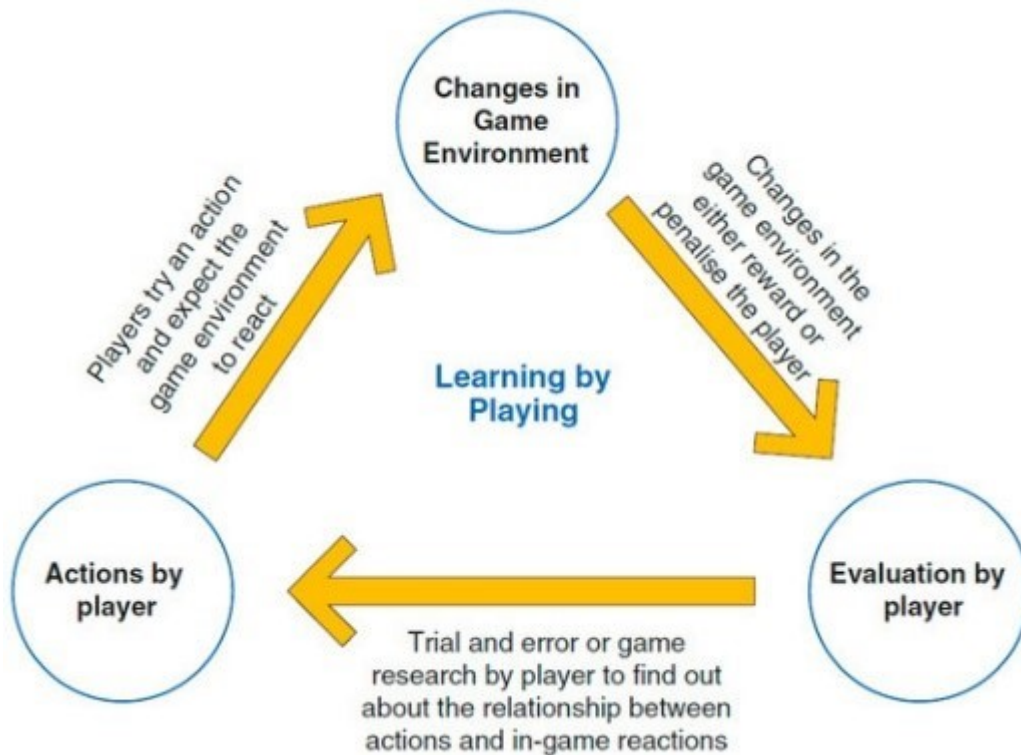 Changes in
Game
Environment
Players try an action
and expect the
game environment
to react
Changes in the
game environment
either reward or
penalise the player
Learning by
Playing
Actions by
player
Evaluation by
player
Trial and error or game
research by player to find out
about the relationship between
actions and in-game reactions